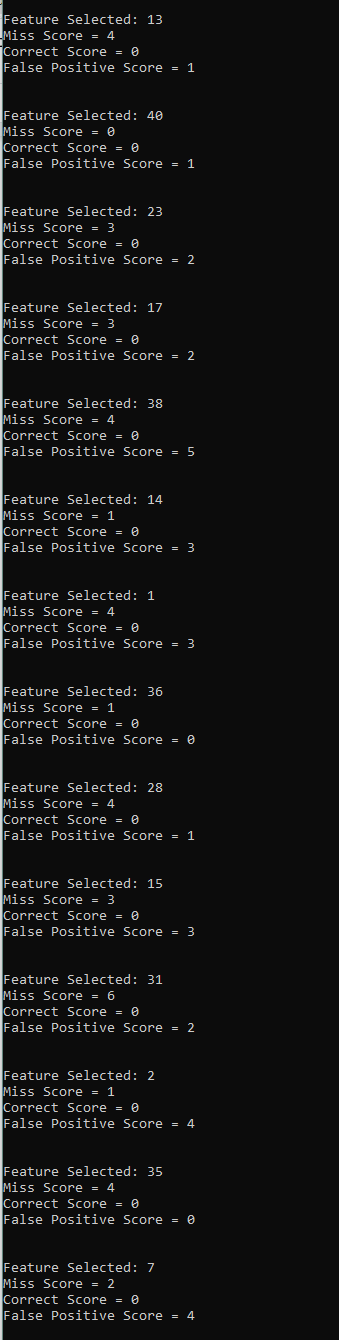 Feature Selected: 13
Miss Score = 4
Correct Score = 0
False Positive Score = 1
Feature Selected: 40
Miss Score = 0
Correct Score = 0
False Positive Score = 1
Feature Selected: 23
Miss Score = 3
Correct Score = 0
False Positive Score = 2
Feature Selected: 17
Miss Score = 3
Correct Score = 0
False Positive Score = 2
Feature Selected: 38
Miss Score = 4
Correct Score = 0
False Positive Score = 5
Feature Selected: 14
Miss Score = 1
Correct Score = 0
False Positive Score = 3
Feature Selected: 1
Miss Score = 4
Correct Score = 0
False Positive Score = 3
Feature Selected: 36
Miss Score = 1
Correct Score = 0
False Positive Score = 0
Feature Selected: 28
Miss Score = 4
Correct Score = 0
False Positive Score = 1
Feature Selected: 15
Miss Score = 3
Correct Score = 0
False Positive Score = 3
Feature Selected: 31
Miss Score = 6
Correct Score = 0
False Positive Score = 2
Feature Selected: 2
Miss Score = 1
Correct Score = 0
False Positive Score = 4
Feature Selected: 35
Miss Score = 4
Correct Score = 0
False Positive Score = 0
Feature Selected: 7
Miss Score = 2
Correct Score = 0
False Positive Score = 4